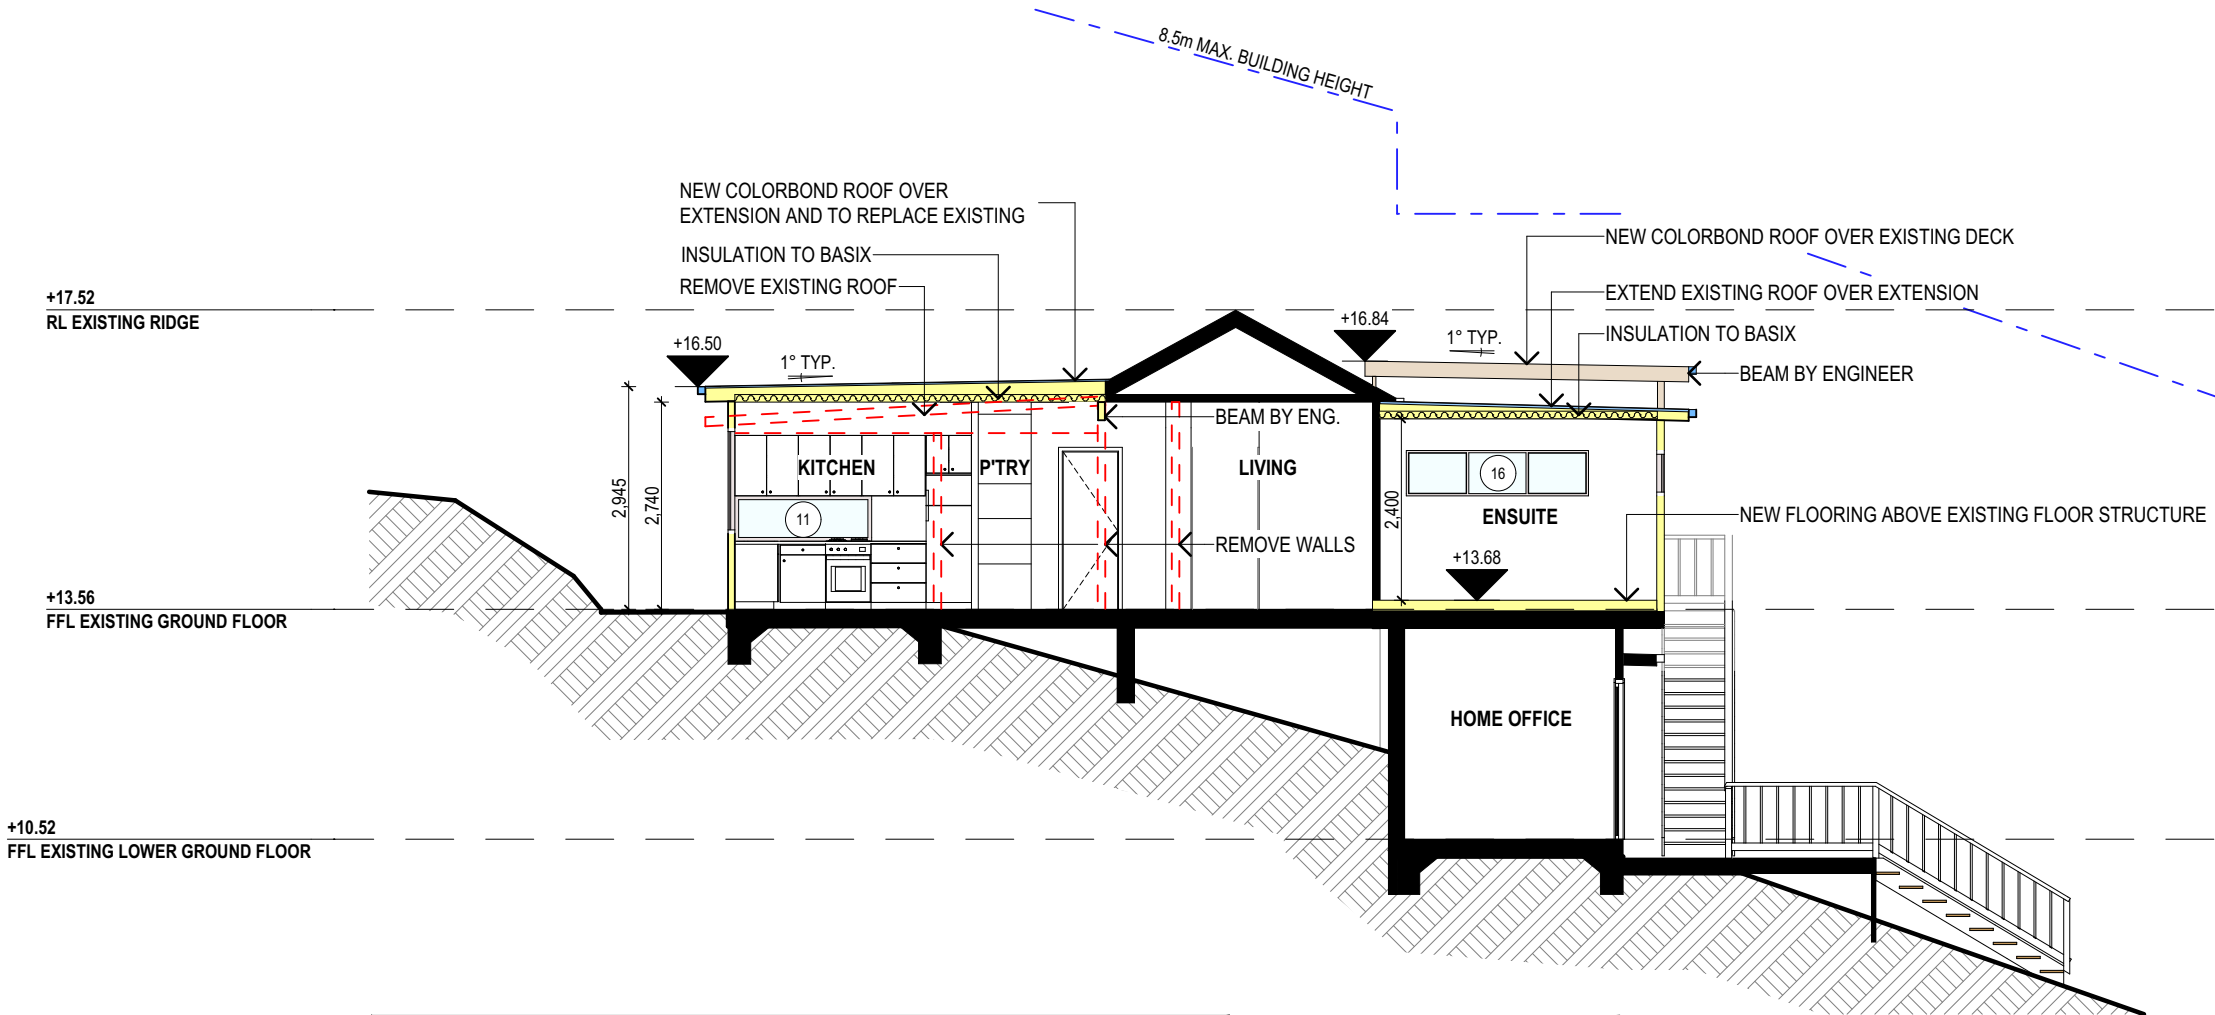 8.5m MAX. BUILDING HEIGHT
NEW COLORBOND ROOF OVER
EXTENSION AND TO REPLACE EXISTING
INSULATION TO BASIX
REMOVE EXISTING ROOF
NEW COLORBOND ROOF OVER EXISTING DECK
EXTEND EXISTING ROOF OVER EXTENSION
INSULATION TO BASIX
BEAM BY ENGINEER
+17.52
RL EXISTING RIDGE
+16.50
1° TYP.
+16.84
1° TYP.
BEAM BY ENG.
KITCHEN
P'TRY
LIVING
16
ENSUITE
2,945
2,740
2,400
11
NEW FLOORING ABOVE EXISTING FLOOR STRUCTURE
REMOVE WALLS
+13.68
+13.56
FFL EXISTING GROUND FLOOR
HOME OFFICE
+10.52
FFL EXISTING LOWER GROUND FLOOR